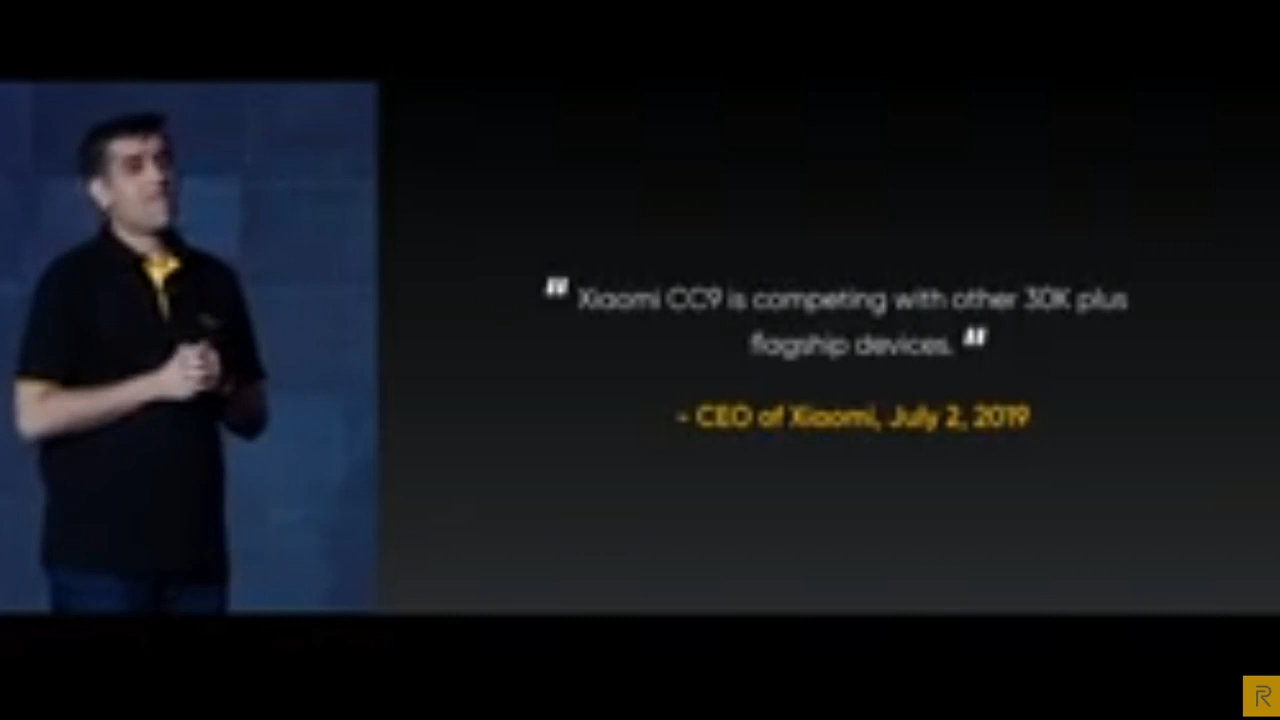 " Xiaomi CC9 is competing with other 30K plus
flagship devices. "
- CEO of Xiaomi, July 2, 2019
R